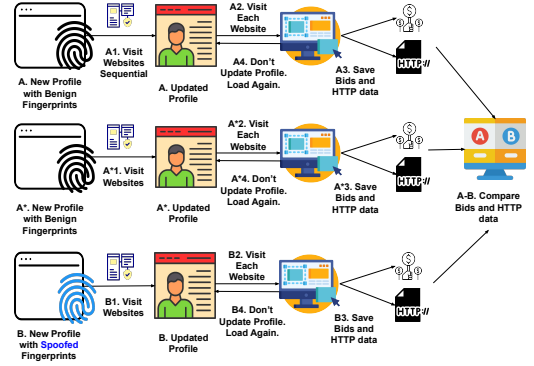 A2. Visit
Each
Website
A1. Visit
Websites
Sequential
A4. Don't
Update Profile.
Load Again.
A3. Save
Bids and
HTTP data
HTTP://
A. New Profile
with Benign
Fingerprints
A. Updated
Profile
A*2. Visit
Each
Website
A*1. Visit
Websites
A*4. Don't
Update Profile.
Load Again.
A*3. Save
Bids and
HTTP data
HTTP://
A
B
A-B. Compare
Bids and HTTP
data
A*. New Profile
with Benign
Fingerprints
A*. Updated
Profile
B2. Visit
Each
Website
B1. Visit
Websites
B4. Don't
Update Profile.
Load Again.
B3. Save
Bids and
HTTP data
HTTP://
B. New Profile
with Spoofed
Fingerprints
B. Updated
Profile